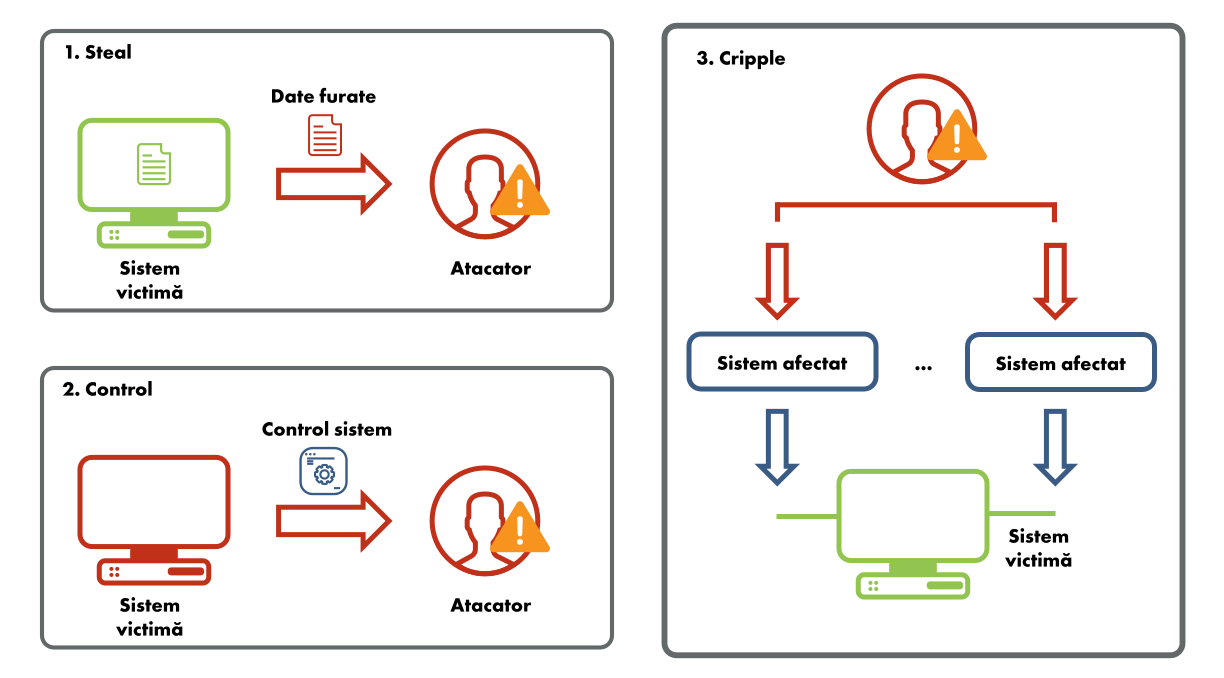 1. Steal
Date furate
Sistem
victimă
Atacator
2. Control
Control sistem
Sistem
victimă
Atacator
3. Cripple
Sistem afectat
...
Sistem afectat
Sistem
victimă